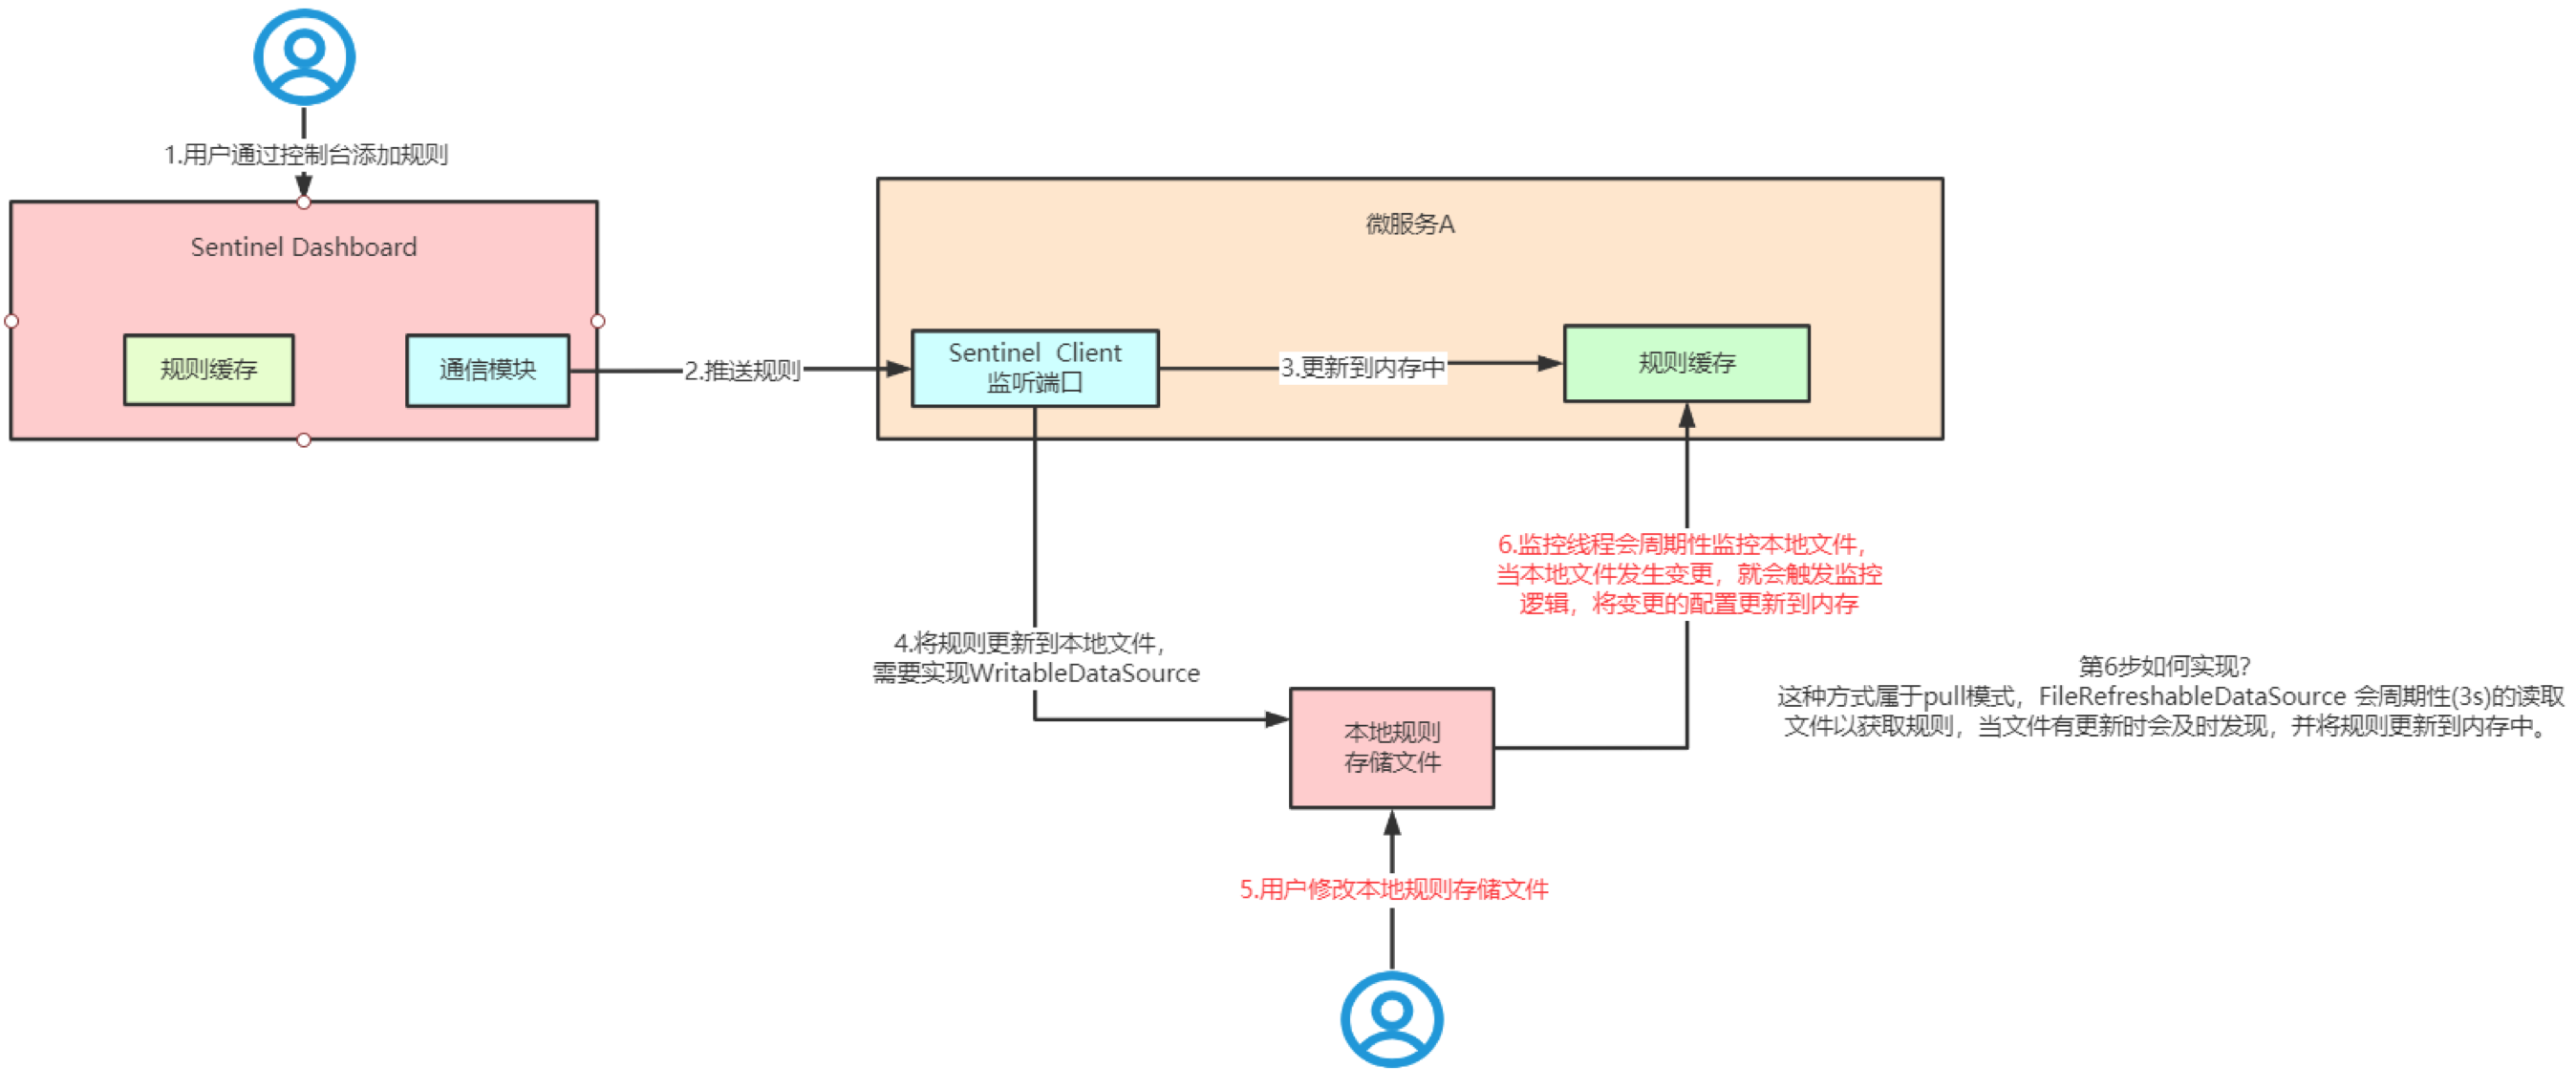 1.用户通过控制台添加规则
Sentinel Dashboard
规则缓存
通信模块
2.推送规则
微服务A
Sentinel Client
监听端口
3.更新到内存中
规则缓存
4.将规则更新到本地文件，
需要实现WritableDataSource
本地规则
存储文件
5.用户修改本地规则存储文件
6.监控线程会周期性监控本地文件，
当本地文件发生变更，就会触发监控
逻辑，将变更的配置更新到内存
第6步如何实现？
这种方式属于pull模式，FileRefreshableDataSource 会周期性(3s)的读取
文件以获取规则，当文件有更新时会及时发现，并将规则更新到内存中。